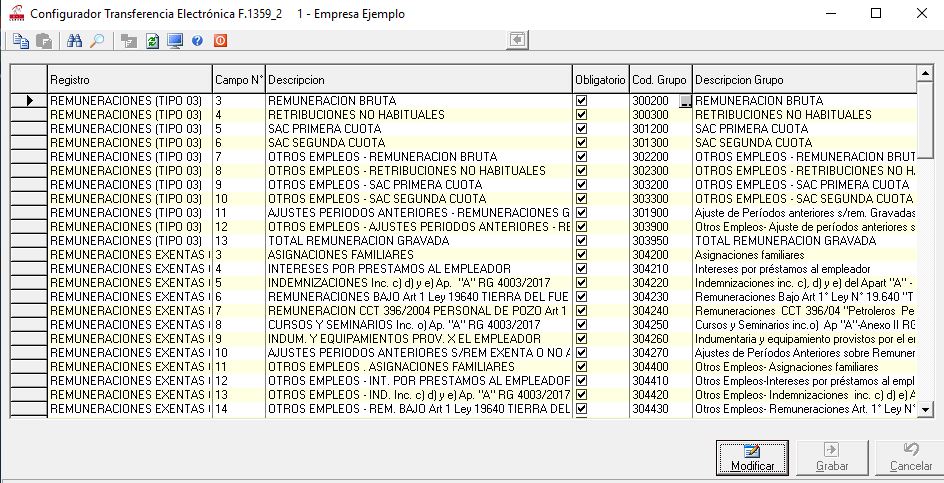 Configurador Transferencia Electrónica F.1359_2 1 - Empresa Ejemplo
Registro Campo N° Descripcion Obligatorio Cod. Grupo Descripcion Grupo
REMUNERACIONES (TIPO 03) 3 REMUNERACION BRUTA 300200 ... REMUNERACION BRUTA
REMUNERACIONES (TIPO 03) 4 RETRIBUCIONES NO HABITUALES 300300 RETRIBUCIONES NO HABITUALES
REMUNERACIONES (TIPO 03) 5 SAC PRIMERA CUOTA 301200 SAC PRIMERA CUOTA
REMUNERACIONES (TIPO 03) 6 SAC SEGUNDA CUOTA 301300 SAC SEGUNDA CUOTA
REMUNERACIONES (TIPO 03) 7 OTROS EMPLEOS - REMUNERACION BRUTA 302200 OTROS EMPLEOS - REMUNERACION BRUT
REMUNERACIONES (TIPO 03) 8 OTROS EMPLEOS - RETRIBUCIONES NO HABITUALES 302300 OTROS EMPLEOS - RETRIBUCIONES NO H
REMUNERACIONES (TIPO 03) 9 OTROS EMPLEOS - SAC PRIMERA CUOTA 303200 OTROS EMPLEOS - SAC PRIMERA CUOTA
REMUNERACIONES (TIPO 03) 10 OTROS EMPLEOS - SAC SEGUNDA CUOTA 303300 OTROS EMPLEOS - SAC SEGUNDA CUOTA
REMUNERACIONES (TIPO 03) 11 AJUSTES PERIODOS ANTERIORES - REMUNERACIONES G 301900 Ajuste de Períodos anteriores s/rem. Gravadas
REMUNERACIONES (TIPO 03) 12 OTROS EMPLEOS - AJUSTES PERIODOS ANTERIORES - RE 303900 Otros Empleos- Ajuste de períodos anteriores s
REMUNERACIONES (TIPO 03) 13 TOTAL REMUNERACION GRAVADA 303950 TOTAL REMUNERACION GRAVADA
REMUNERACIONES EXENTAS 3 ASIGNACIONES FAMILIARES 304200 Asignaciones familiares
REMUNERACIONES EXENTAS 4 INTERESES POR PRESTAMOS AL EMPLEADOR 304210 Intereses por préstamos al empleador
REMUNERACIONES EXENTAS 5 INDEMNIZACIONES Inc. c) d) y e) Ap. "A" RG 4003/2017 304220 Indemnizaciones inc. c), d) y e) del Apart "A" -
REMUNERACIONES EXENTAS 6 REMUNERACIONES BAJO Art 1 Ley 19640 TIERRA DEL FUE 304230 Remuneraciones Bajo Art 1° Ley N° 19.640 "T
REMUNERACIONES EXENTAS 7 REMUNERACION CCT 396/2004 PERSONAL DE POZO Art 1 304240 Remuneraciones CCT 396/04 "Petroleros Pe
REMUNERACIONES EXENTAS 8 CURSOS Y SEMINARIOS Inc. o) Ap. "A" RG 4003/2017 304250 Cursos y Seminarios inc.o) Ap "A"-Anexo II RG
REMUNERACIONES EXENTAS 9 INDUM. Y EQUIPAMIENTOS PROV. X EL EMPLEADOR 304260 Indumentaria y equipamiento provistos por el er
REMUNERACIONES EXENTAS 10 AJUSTES PERIODOS ANTERIORES S/REM EXENTA O NO A 304270 Ajustes de Períodos Anteriores sobre Remuner
REMUNERACIONES EXENTAS 11 OTROS EMPLEOS . ASIGNACIONES FAMILIARES 304400 Otros Empleos- Asignaciones familiares
REMUNERACIONES EXENTAS 12 OTROS EMPLEOS - INT. POR PRESTAMOS AL EMPLEADOF 304410 Otros Empleos-Intereses por préstamos al empl
REMUNERACIONES EXENTAS 13 OTROS EMPLEOS - IND. Inc. c) d) y e) Ap. "A" RG 4003/2017 304420 Otros Empleos- Indemnizaciones inc. c) d) y e) A
REMUNERACIONES EXENTAS 14 OTROS EMPLEOS - REM. BAJO Art 1 Ley 19640 TIERRA DEL 304430 Otros Empleos- Remuneraciones Art. 1° Ley N°
Modificar Grabar Cancelar